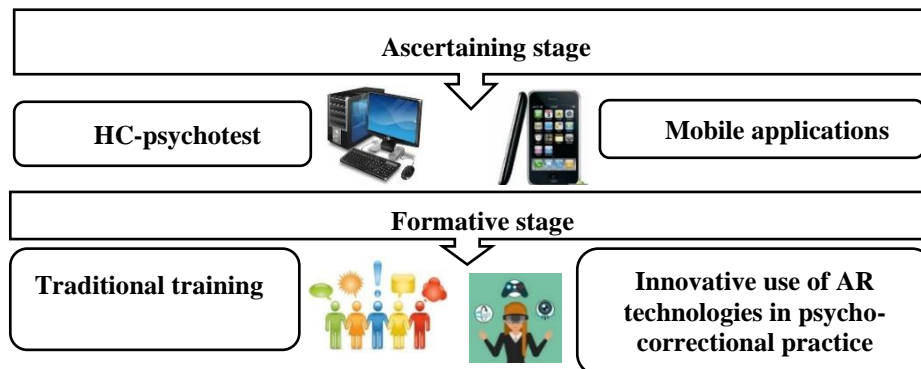 Ascertaining stage
HC-psychotest
Mobile applications
Formative stage
Traditional training
Innovative use of AR
technologies in psycho-
correctional practice